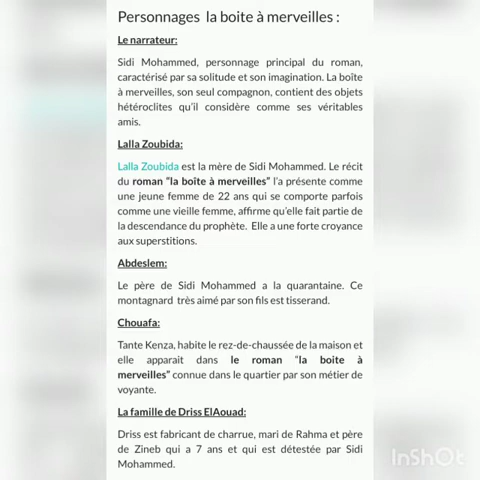 Personnages la boite à merveilles :
Le narrateur:
Sidi Mohammed, personnage principal du roman,
caractérisé par sa solitude et son imagination. La boîte
à merveilles, son seul compagnon, contient des objets
hétéroclites qu'il considère comme ses véritables
amis.
Lalla Zoubida:
Lalla Zoubida est la mère de Sidi Mohammed. Le récit
du roman "la boîte à merveilles" l'a présente comme
une jeune femme de 22 ans qui se comporte parfois
comme une vieille femme, affirme qu'elle fait partie de
la descendance du prophète. Elle a une forte croyance
aux superstitions.
Abdeslem:
Le père de Sidi Mohammed a la quarantaine. Ce
montagnard très aimé par son fils est tisserand.
Chouafa:
Tante Kenza, habite le rez-de-chaussée de la maison et
elle apparait dans le roman "la boite à
merveilles" connue dans le quartier par son métier de
voyante.
La famille de Driss ElAouad:
Driss est fabricant de charrue, mari de Rahma et père
de Zineb qui a 7 ans et qui est détestée par Sidi
Mohammed.
InShOt